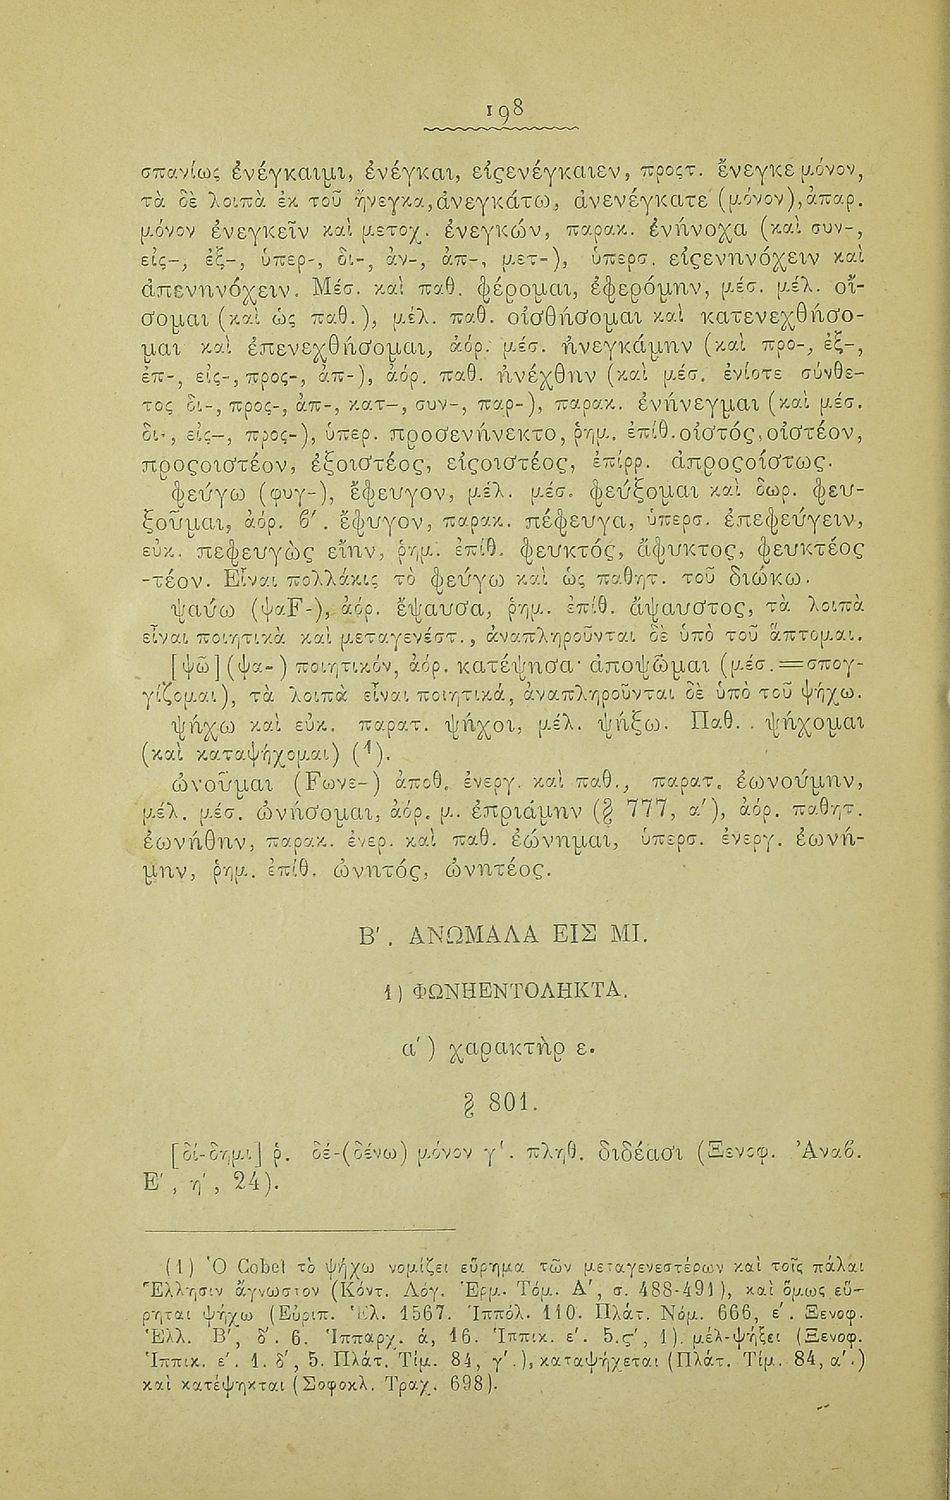 198
σπανίως ἐνέγκαιμι, ἐνέγκαι, εἰςενέγκαιεν, προςτ. ἔνεγκε μόνον,
τὰ δὲ λοιπὰ ἐκ τοῦ ἤνεγκα, ἀνεγκάτω, ἀνενέγκατε (μόνον), ἀπαρ.
μόνον ἐνεγκεῖν καὶ μετοχ. ἐνεγκών, παρακ. ἐνήνοχα (καὶ συν-,
εἰς-, ἐξ-, ὑπερ-, δι-, ἀν-, ἀπ-, μετ-), ὑπερσ. εἰςενηνόχειν καὶ
ἀπενηνόχειν. Μέσ. καὶ παθ. φέρομαι, ἐφερόμην, μέσ. μέλ. οἴ-
σομαι (καὶ ὡς παθ.), μέλ. παθ. οἰσθήσομαι καὶ κατενεχθήσο-
μαι καὶ ἐπενεχθήσομαι, ἀόρ. μέσ. ἠνεγκάμην (καὶ προ-, ἐξ-,
ἐπ-, εἰς-, προς-, ἀπ-), ἀόρ. παθ. ἠνέχθην (καὶ μέσ. ἐνίοτε σύνθε-
τος δι-, προς-, ἀπ-, κατ-, συν-, παρ-), παρακ. ἐνήνεγμαι (καὶ μέσ.
δι-, εἰς-, προς-), ὑπερ. προσενήνεκτο, ῥημ. ἐπίθ. οἰστός, οἰστέον,
προςοιστέον, ἐξοιστέος, εἰςοιστέος, ἐπίρρ. ἀπροςοίστως.
φεύγω (φυγ-), ἔφευγον, μέλ. μέσ. φεύξομαι καὶ δωρ. φευ-
ξοῦμαι, ἀόρ. β΄. ἔφυγον, παρακ. πέφευγα, ὑπερσ. ἐπεφεύγειν,
εὐκ. πεφευγὼς εἴην, ῥημ. ἐπίθ. φευκτός, ἄφυκτος, φευκτέος
-τέον. Εἶναι πολλάκις τὸ φεύγω καὶ ὡς παθητ. τοῦ διώκω.
ψαύω (ψαF-), ἀόρ. ἔψαυσα, ῥημ. ἐπίθ. ἄψαυστος, τὰ λοιπὰ
εἶναι ποιητικὰ καὶ μεταγενέστ., ἀναπληροῦνται δὲ ὑπὸ τοῦ ἅπτομαι.
[ψῶ] (ψα-) ποιητικόν, ἀόρ. κατέψησα· ἀποψῶμαι (μέσ.=σπογ-
γίζομαι), τὰ λοιπὰ εἶναι ποιητικά, ἀναπληροῦνται δὲ ὑπὸ τοῦ ψήχω.
ψήχω καὶ εὐκ. παρατ. ψήχοι, μέλ. ψήξω. Παθ. . ψήχομαι
(καὶ καταψήχομαι) (1).
ὠνοῦμαι (Fωνε-) ἀποθ. ἐνεργ. καὶ παθ., παρατ. ἐωνούμην,
μέλ. μέσ. ὠνήσομαι, ἀόρ. μ. ἐπριάμην (§ 777, α΄), ἀόρ. παθητ.
ἐωνήθην, παρακ. ἐνερ. καὶ παθ. ἐώνημαι, ὑπερσ. ἐνεργ. ἐωνή-
μην, ῥημ. ἐπίθ. ὠνητός, ὠνητέος.
Β΄. ΑΝΩΜΑΛΑ ΕΙΣ ΜΙ.
1) ΦΩΝΗΕΝΤΟΛΗΚΤΑ.
α΄) χαρακτὴρ ε.
§ 801.
[δί-δημι] ῥ. δέ-(δένω) μόνον γ΄. πληθ. διδέασι (Ξενοφ. Ἀναβ.
Ε΄, η΄, 24).
(1) Ὁ Cobet τὸ ψήχω νομίζει εὕρημα τῶν μεταγενεστέρων καὶ τοῖς πάλαι
Ἕλλησιν ἄγνωστον (Κόντ. Λόγ. Ἑρμ. Τόμ. Α΄, σ. 488-491), καὶ ὅμως εὕ-
ρηται ψήχω (Εὐριπ. Ἑλ. 1567. Ἱππόλ. 110. Πλάτ. Νόμ. 666, ε΄. Ξενοφ.
Ἑλλ. Β΄, δ΄. 6. Ἱππαρχ. ά, 16. Ἱππικ. ε΄. 5. ς΄, 1). μέλ-ψήξει (Ξενοφ.
Ἱππικ. ε΄. 1. δ΄, 5. Πλάτ. Τίμ. 84, γ΄.), καταψήχεται (Πλάτ. Τίμ. 84, α΄.)
καὶ κατέψηκται (Σοφοκλ. Τραχ. 698).